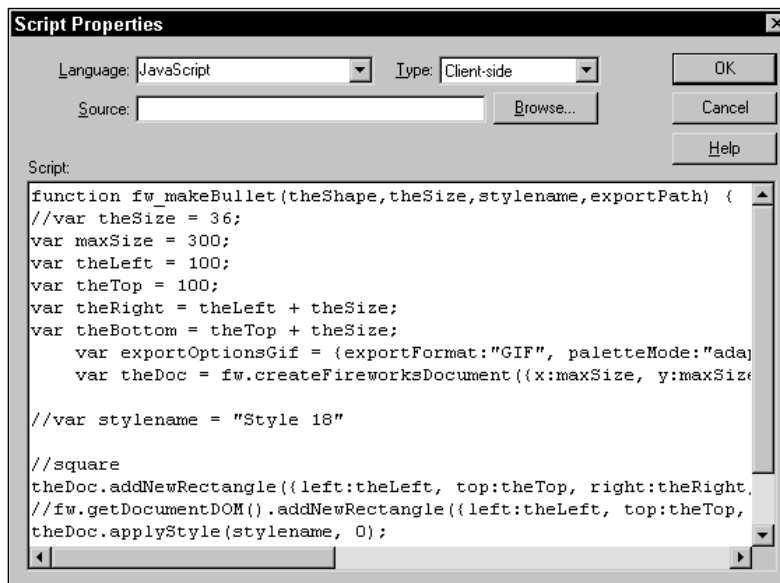 Script Properties
Language: JavaScript Type: Client-side OK
Source: Browse... Cancel
Help
Script:
function fw_makeBullet(theShape,theSize,stylename,exportPath) {
//var theSize = 36;
var maxSize = 300;
var theLeft = 100;
var theTop = 100;
var theRight = theLeft + theSize;
var theBottom = theTop + theSize;
var exportOptionsGif = {exportFormat:"GIF", paletteMode:"adap
var theDoc = fw.createFireworksDocument({x:maxSize, y:maxSize
//var stylename = "Style 18"
//square
theDoc.addNewRectangle({left:theLeft, top:theTop, right:theRight,
//fw.getDocumentDOM().addNewRectangle({left:theLeft, top:theTop,
theDoc.applyStyle(stylename, 0);